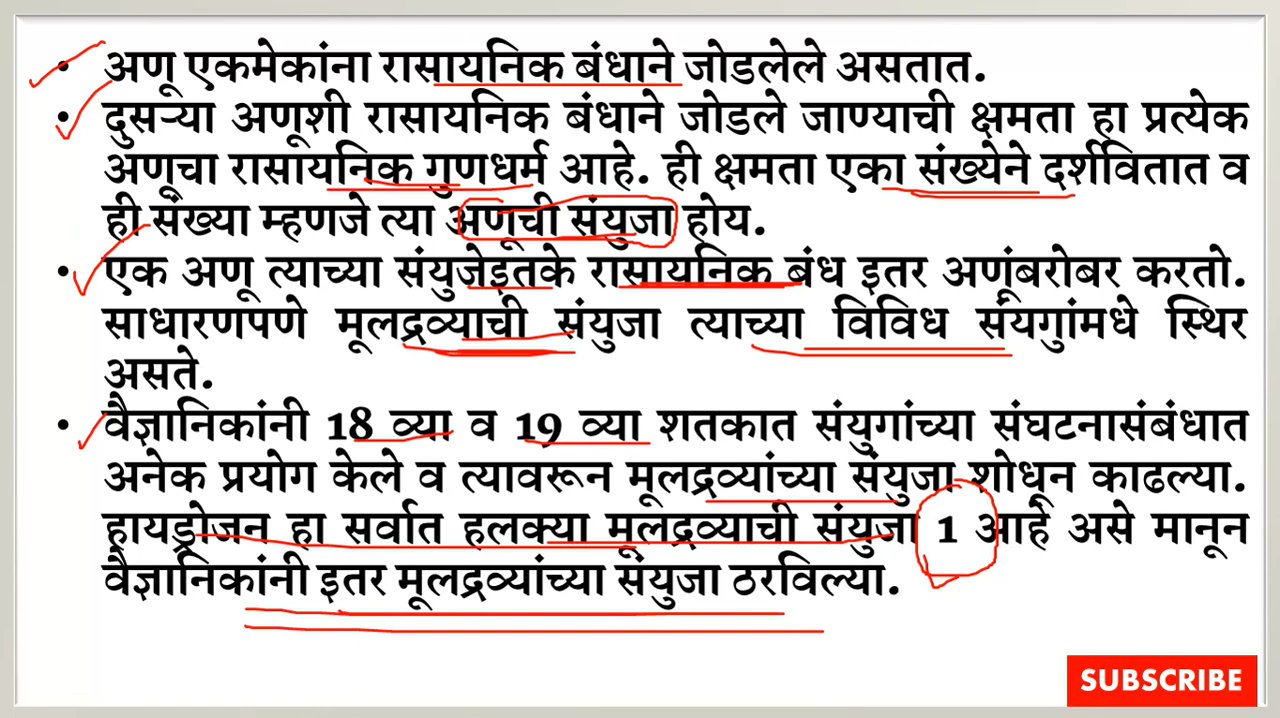 • अणू एकमेकांना रासायनिक बंधाने जोडलेले असतात.
• दुसऱ्या अणूशी रासायनिक बंधाने जोडले जाण्याची क्षमता हा प्रत्येक
अणूचा रासायनिक गुणधर्म आहे. ही क्षमता एका संख्येने दर्शीवितात व
ही संख्या म्हणजे त्या अणूची संयुजा होय.
• एक अणू त्याच्या संयुजेइतके रासायनिक बंध इतर अणूंबरोबर करतो.
साधारणपणे मूलद्रव्याची संयुजा त्याच्या विविध संयगुांमधे स्थिर
असते.
• वैज्ञानिकांनी 18 व्या व 19 व्या शतकात संयुगांच्या संघटनासंबंधात
अनेक प्रयोग केले व त्यावरून मूलद्रव्यांच्या संयुजा शोधून काढल्या.
हायड्रोजन हा सर्वात हलक्या मूलद्रव्याची संयुजा 1 आहे असे मानून
वैज्ञानिकांनी इतर मूलद्रव्यांच्या संयुजा ठरविल्या.
SUBSCRIBE